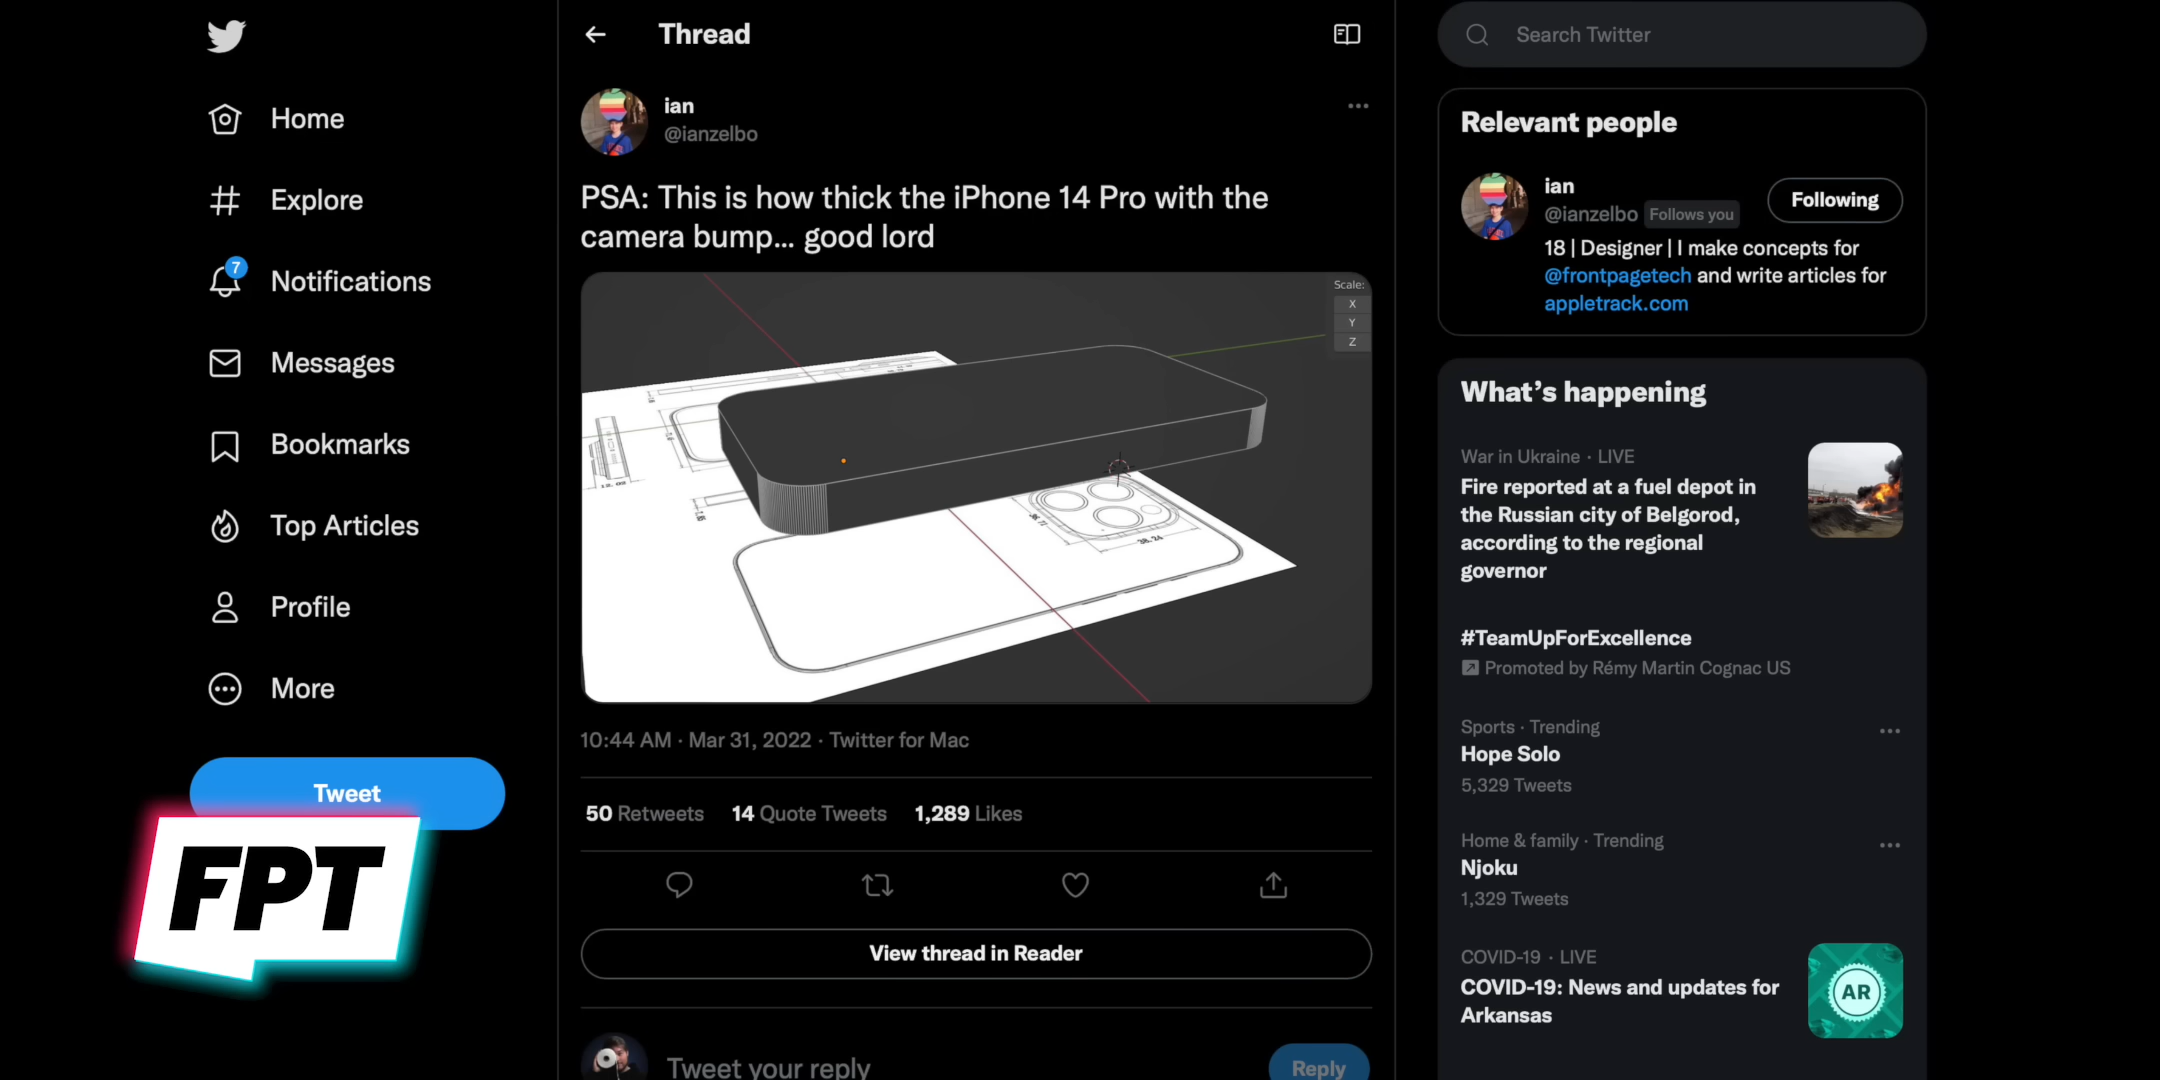 Home
Explore
7
Notifications
Messages
Bookmarks
Top Articles
Profile
More
Tweet
FPT
Thread
ian
@ianzelbo
PSA: This is how thick the iPhone 14 Pro with the
camera bump... good lord
Scale:
X
Y
Z
10:44 AM · Mar 31, 2022 · Twitter for Mac
50 Retweets 14 Quote Tweets 1,289 Likes
View thread in Reader
Tweet your reply
Reply
Search Twitter
Relevant people
ian
@ianzelbo Follows you
Following
18 | Designer | I make concepts for
@frontpagetech and write articles for
appletrack.com
What's happening
War in Ukraine · LIVE
Fire reported at a fuel depot in
the Russian city of Belgorod,
according to the regional
governor
#TeamUpForExcellence
Promoted by Rémy Martin Cognac US
Sports · Trending
Hope Solo
5,329 Tweets
Home & family · Trending
Njoku
1,329 Tweets
COVID-19 · LIVE
COVID-19: News and updates for
Arkansas
AR